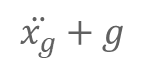 ẍ_g + g